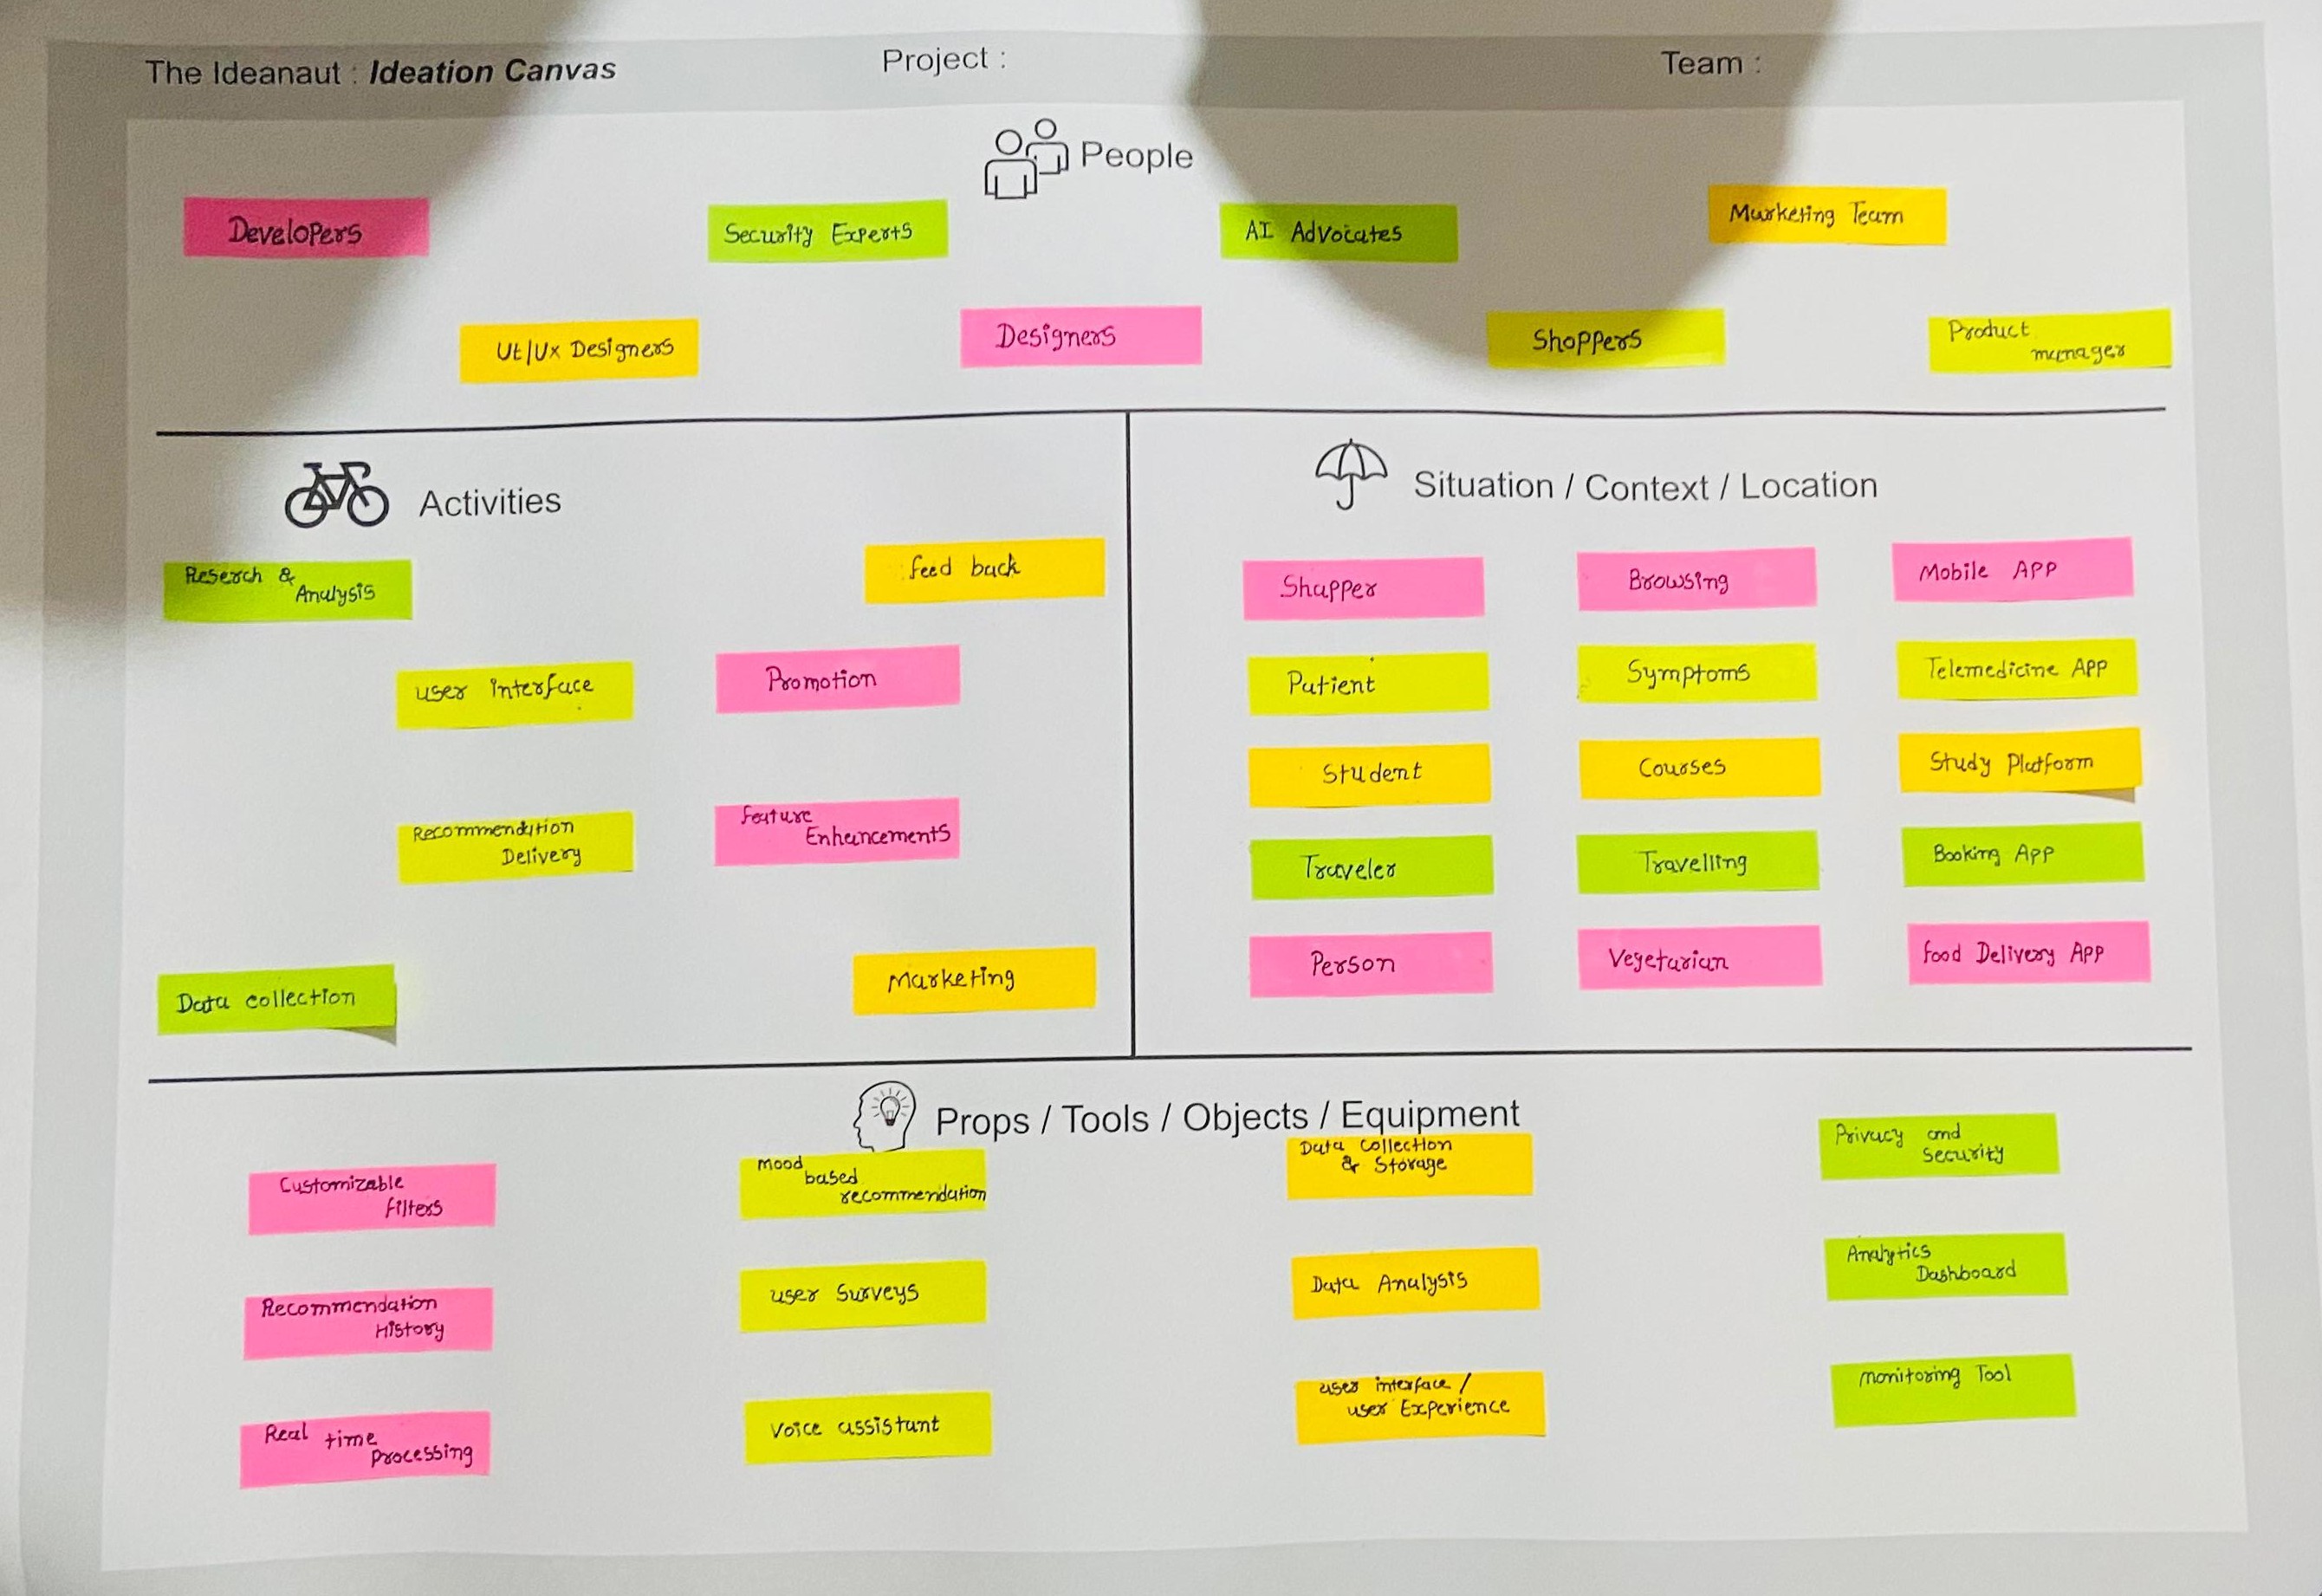 The Ideanaut : Ideation Canvas
Project :
Team :
People
Developers
Security Experts
AI Advocates
Marketing Team
UI/UX Designers
Designers
Shoppers
Product
manager
Activities
Reserch &
Analysis
feed back
user interface
Promotion
Recommendation
Delivery
Feature
Enhancements
Data collection
Marketing
Situation / Context / Location
Shapper
Browsing
Mobile APP
Patient
Symptoms
Telemedicine APP
Student
Courses
Study Platform
Traveler
Travelling
Booking APP
Person
Vegetarian
Food Delivery APP
Props / Tools / Objects / Equipment
Customizable
filters
Mood
based
recommendation
Data Collection
& Storage
Privacy and
Security
Recommendation
History
user Surveys
Data Analysis
Analytics
Dashboard
Real time
Processing
Voice assistant
user interface /
user Experience
monitoring Tool